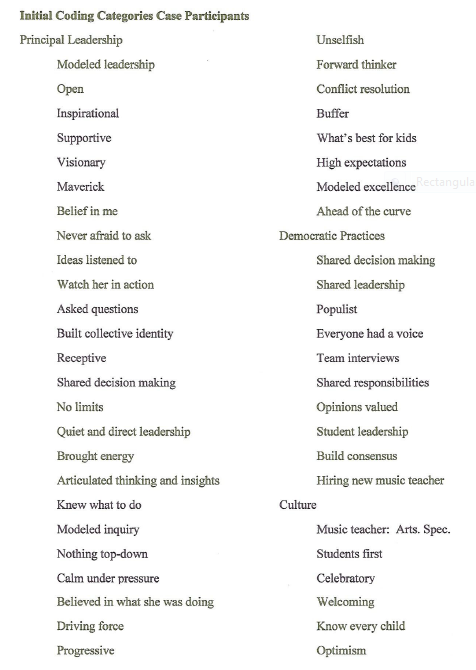 Initial Coding Categories Case Participants
Principal Leadership
Modeled leadership
Open
Inspirational
Supportive
Visionary
Maverick
Belief in me
Never afraid to ask
Ideas listened to
Watch her in action
Asked questions
Built collective identity
Receptive
Shared decision making
No limits
Quiet and direct leadership
Brought energy
Articulated thinking and insights
Knew what to do
Modeled inquiry
Nothing top-down
Calm under pressure
Believed in what she was doing
Driving force
Progressive
Unselfish
Forward thinker
Conflict resolution
Buffer
What's best for kids
High expectations
Modeled excellence
Ahead of the curve
Democratic Practices
Shared decision making
Shared leadership
Populist
Everyone had a voice
Team interviews
Shared responsibilities
Opinions valued
Student leadership
Build consensus
Hiring new music teacher
Culture
Music teacher: Arts. Spec.
Students first
Celebratory
Welcoming
Know every child
Optimism